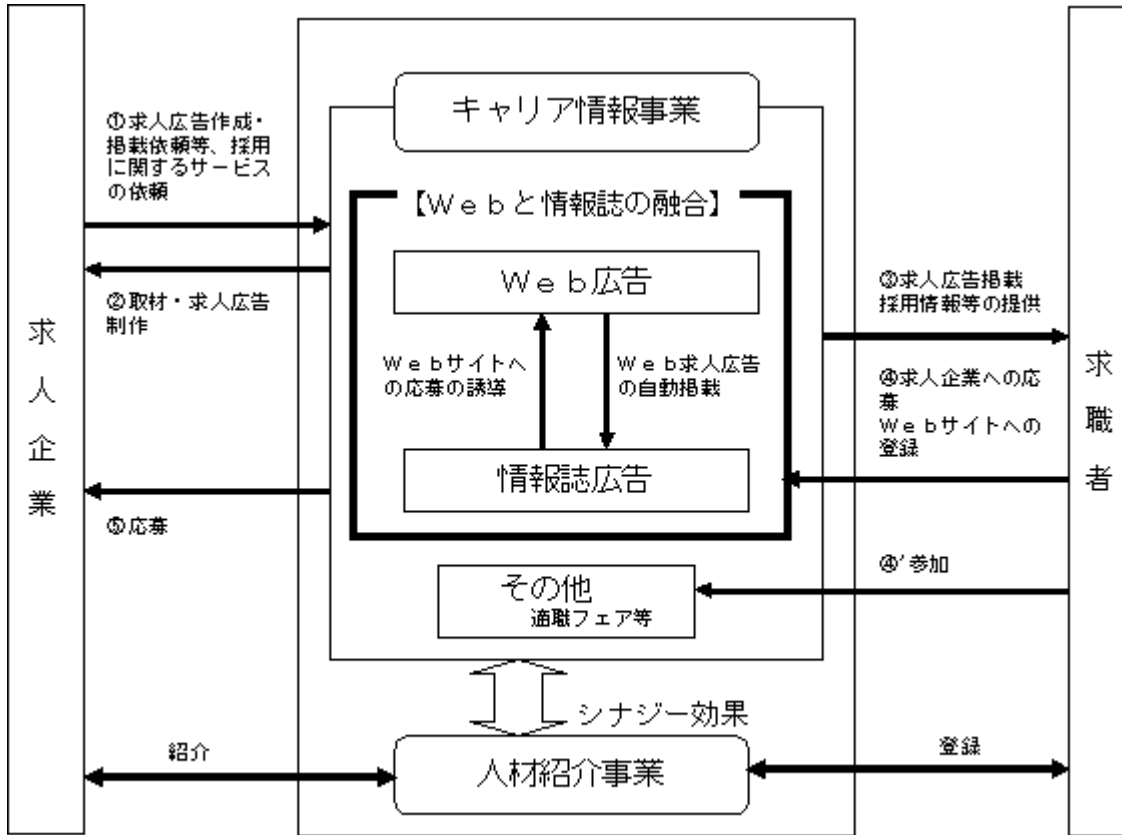 キャリア情報事業
①求人広告作成・
掲載依頼等、採用
に関するサービス
の依頼
【Ｗｅｂと情報誌の融合】
Ｗｅｂ広告
②取材・求人広告
制作
③求人広告掲載
採用情報等の提供
求人企業
Ｗｅｂサイトへ
の応募の誘導
Ｗｅｂ求人広告
の自動掲載
④求人企業への応
募
Ｗｅｂサイトへの
登録
求職者
情報誌広告
⑤応募
④’参加
その他
適職フェア等
シナジー効果
紹介
人材紹介事業
登録